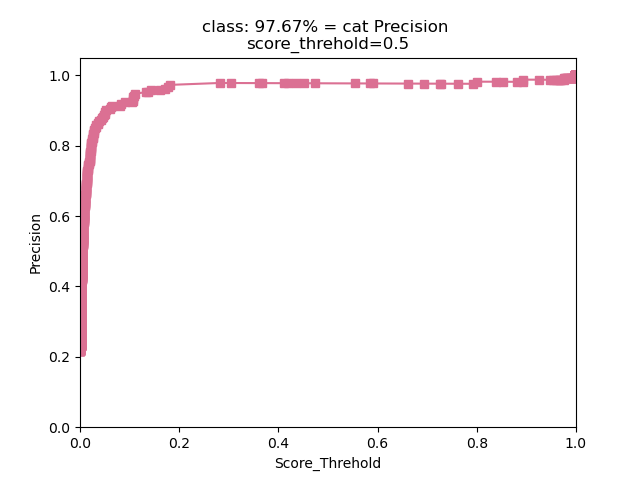 class: 97.67% = cat Precision
score_threhold=0.5
1.0
0.8
0.6
0.4
0.2
0.0
Precision
0.0 0.2 0.4 0.6 0.8 1.0
Score_Threhold